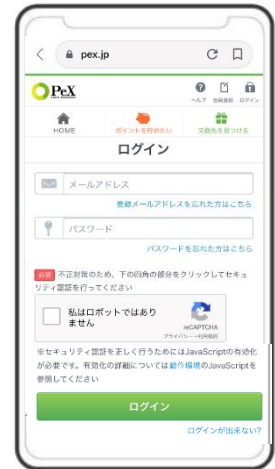 pex.jp
PeX
ヘルプ 会員登録 ログイン
HOME ポイントを貯めたい 交換先を見つける
ログイン
メールアドレス
登録メールアドレスを忘れた方はこちら
パスワード
パスワードを忘れた方はこちら
必須 不正対策のため、下の四角の部分をクリックしてセキュ
リティ認証を行ってください
私はロボットではあり
ません
reCAPTCHA
プライバシー - 利用規約
※セキュリティ認証を正しく行うためにはJavaScriptの有効化
が必要です。有効化の詳細については動作環境のJavaScriptを
参照してください
ログイン
ログインが出来ない?